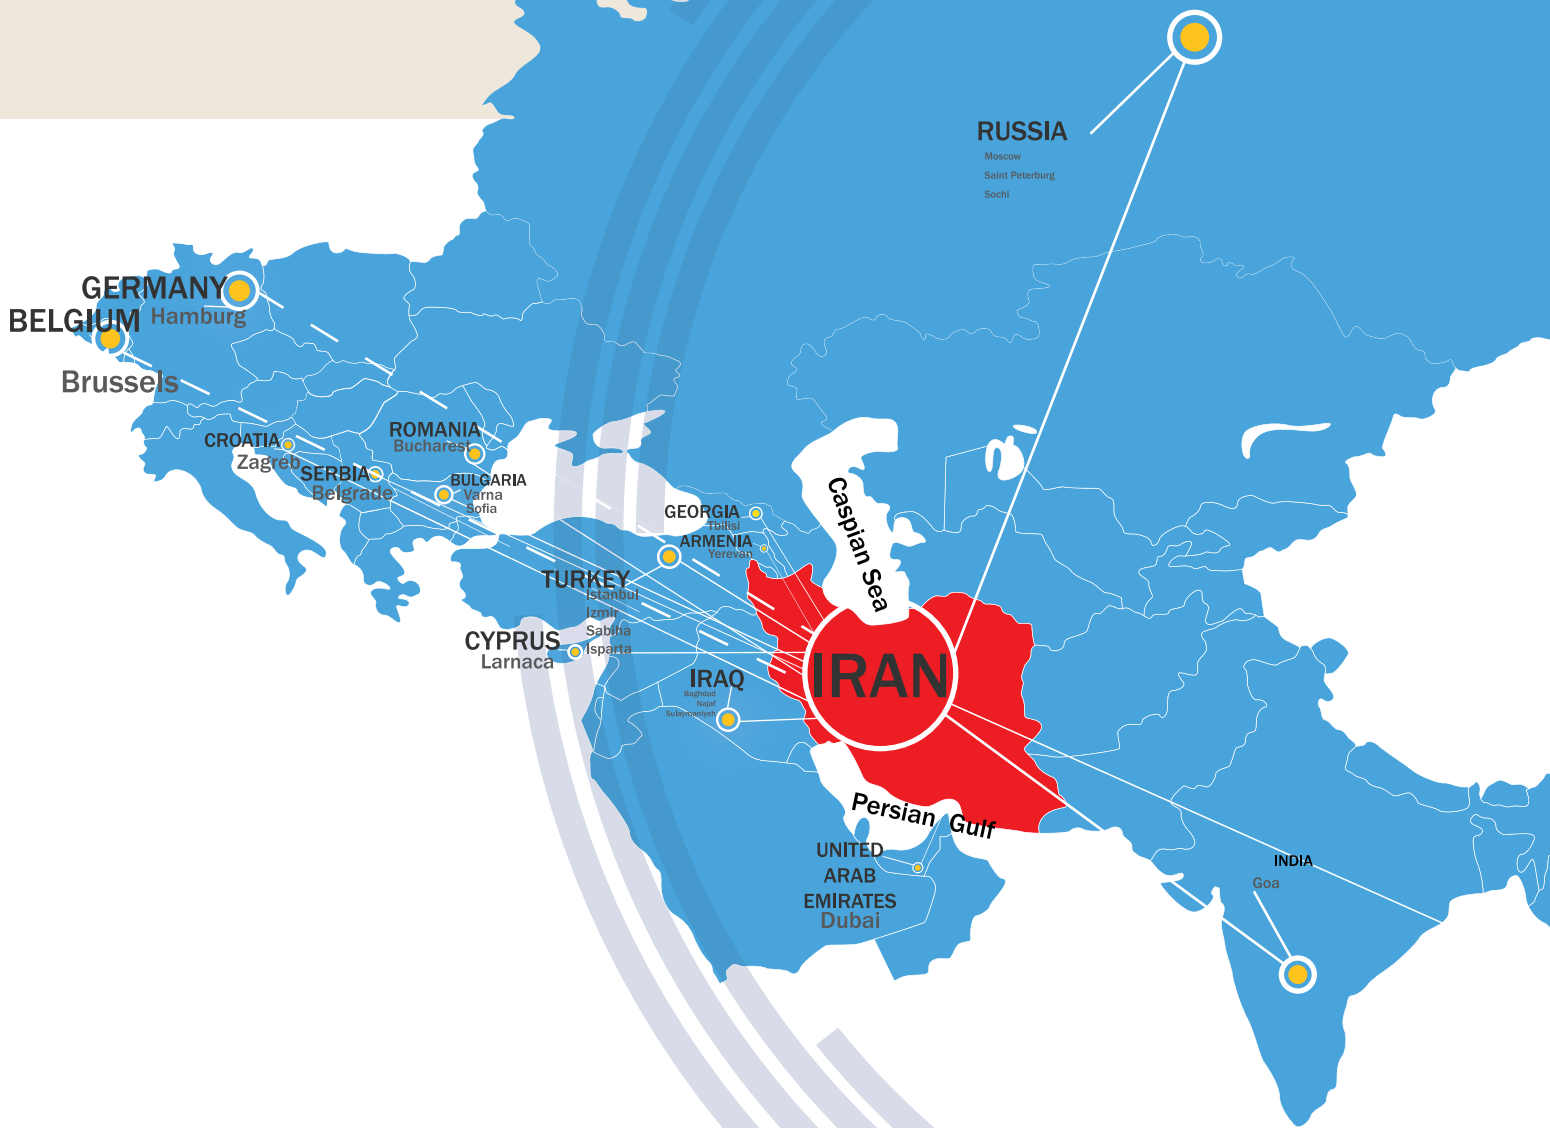 RUSSIA
Moscow
Saint Peterburg
Sochi
GERMANY
Hamburg
BELGIUM
Brussels
CROATIA
Zagreb
SERBIA
Belgrade
ROMANIA
Bucharest
BULGARIA
Varna
Sofia
GEORGIA
Tbilisi
ARMENIA
Yerevan
Caspian Sea
TURKEY
Istanbul
Izmir
Sabiha
Isparta
CYPRUS
Larnaca
IRAQ
Baghdad
Najaf
Sulaymaniyeh
IRAN
Persian Gulf
UNITED
ARAB
EMIRATES
Dubai
INDIA
Goa